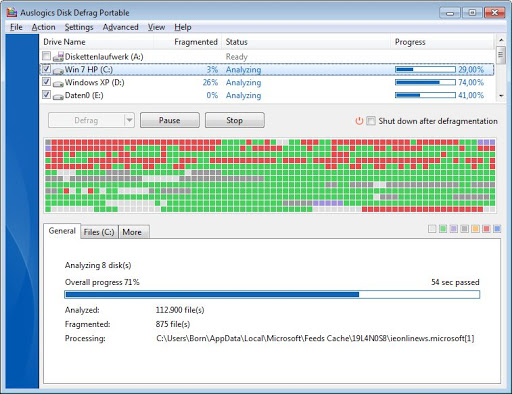 Auslogics Disk Defrag Portable
File Action Settings Advanced View Help
Drive Name Fragmented Status Progress
Diskettenlaufwerk (A:) Ready
Win 7 HP (C:) 3% Analyzing 29,00%
Windows XP (D:) 26% Analyzing 74,00%
Daten0 (E:) 0% Analyzing 41,00%
Defrag Pause Stop Shut down after defragmentation
General Files (C:) More
Analyzing 8 disk(s)
Overall progress 71% 54 sec passed
Analyzed: 112.900 file(s)
Fragmented: 875 file(s)
Processing: C:\Users\Born\AppData\Local\Microsoft\Feeds Cache\19L4N0S8\ieonlinews.microsoft[1]